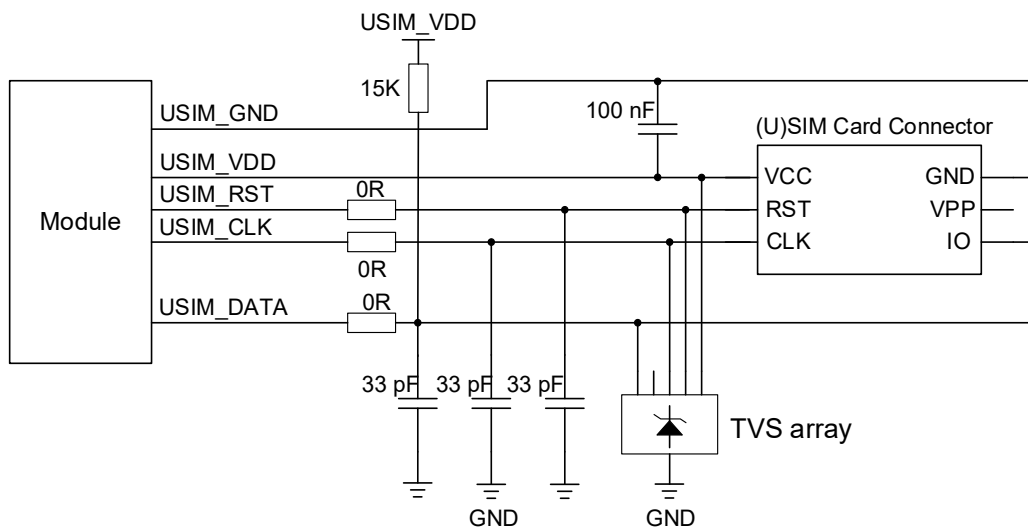 USIM_VDD
15K
USIM_GND
100 nF
(U)SIM Card Connector
USIM_VDD
VCC
GND
USIM_RST
0R
RST
VPP
Module
USIM_CLK
CLK
IO
0R
USIM_DATA
0R
33 pF
33 pF
33 pF
TVS array
GND
GND